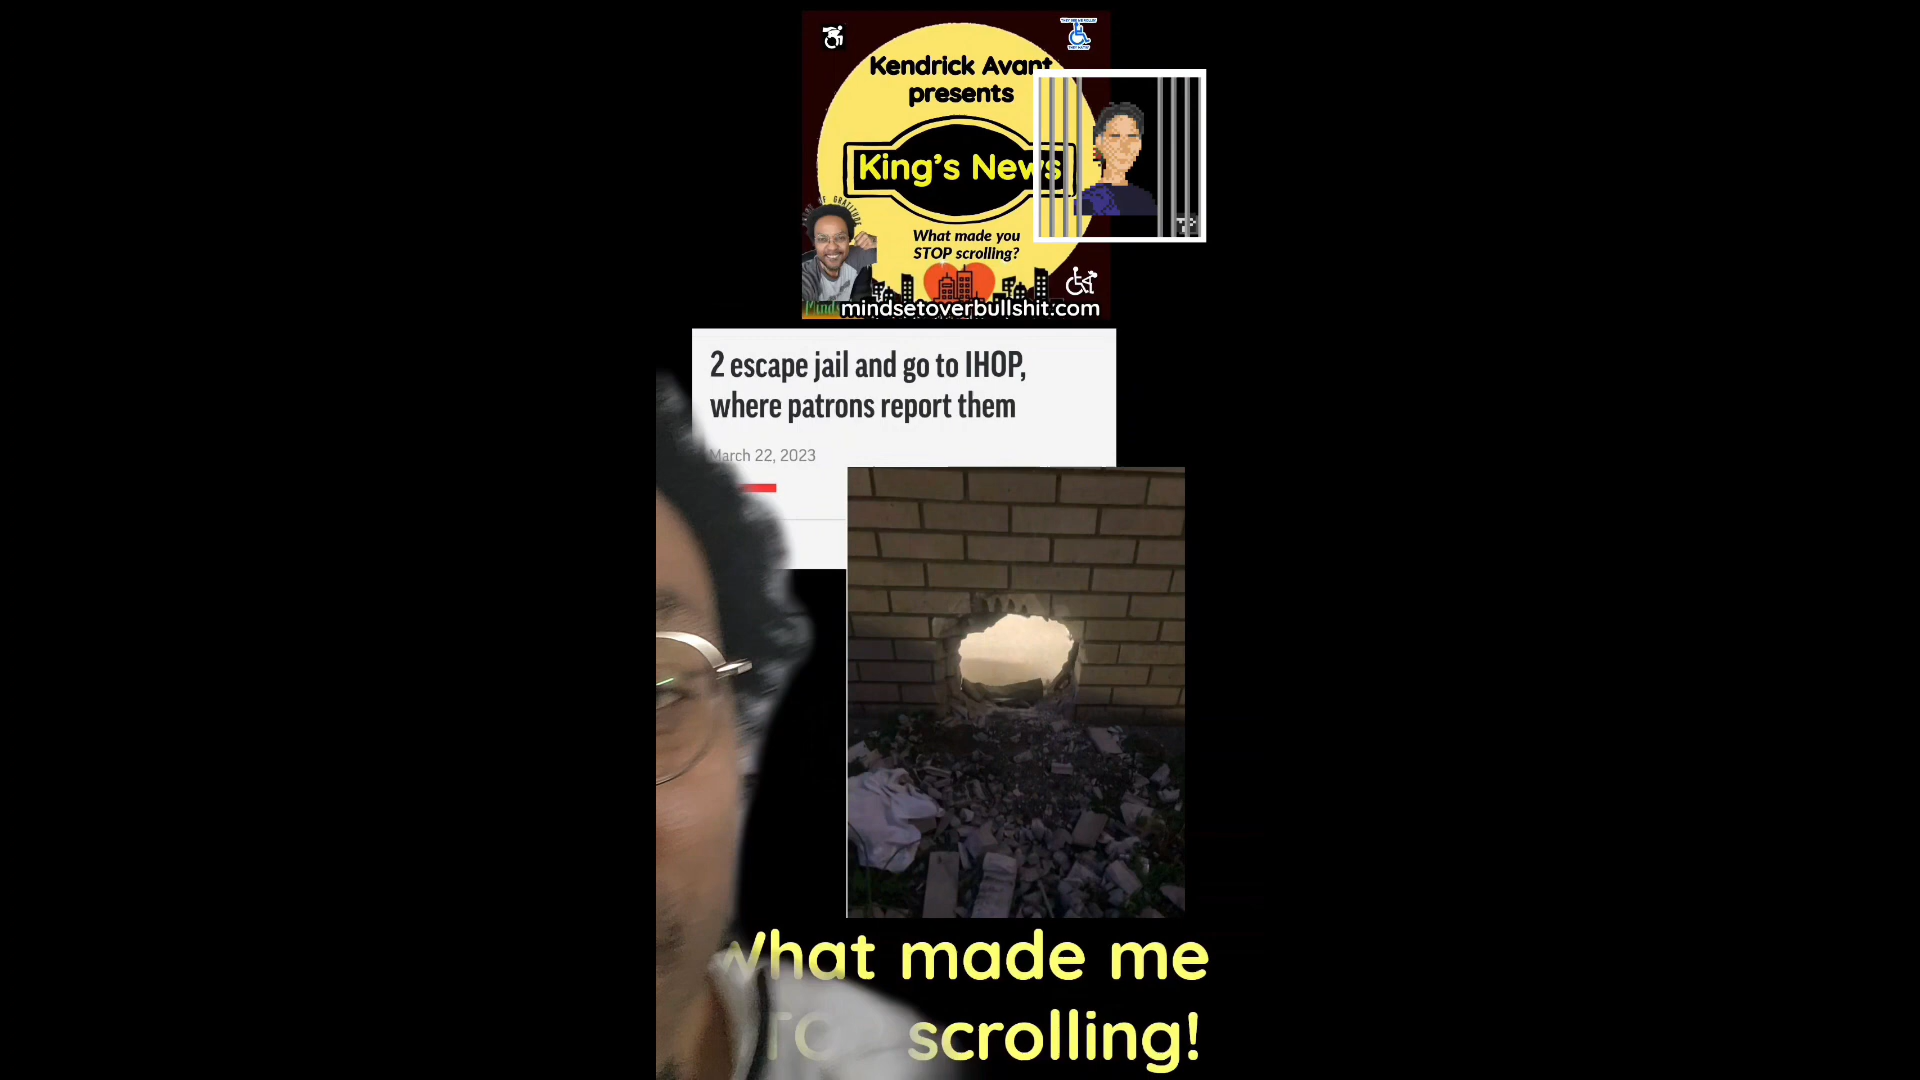 Kendrick Avant
presents
King's News
What made you
STOP scrolling?
mindsetoverbullshit.com
2 escape jail and go to IHOP,
where patrons report them
March 22, 2023
What made me
scrolling!